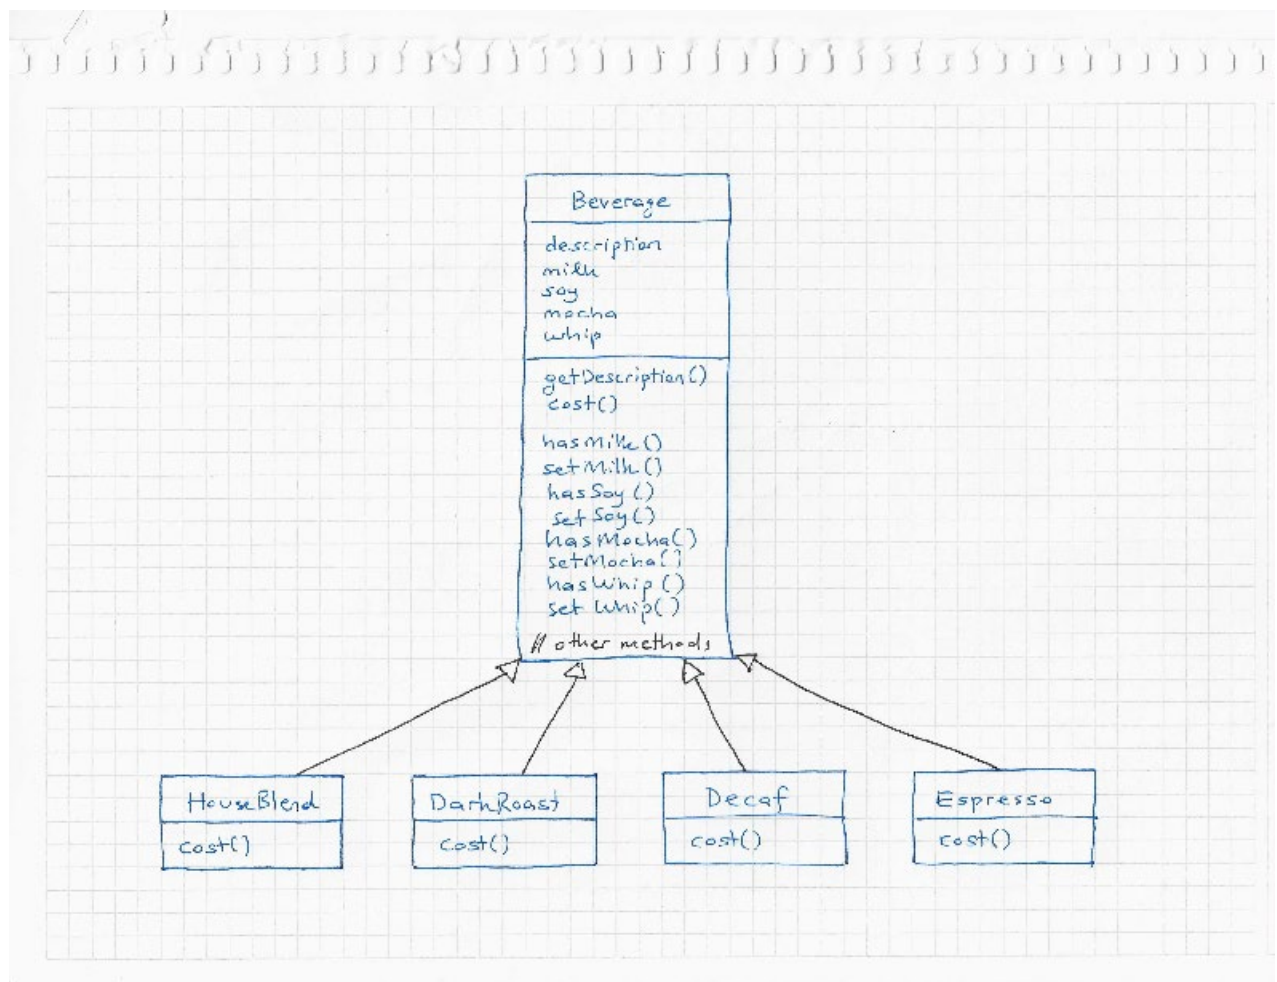 Beverage
description
milk
soy
mocha
whip
getDescription()
cost()
hasMilk()
setMilk()
hasSoy()
setSoy()
hasMocha()
setMocha()
hasWhip()
setWhip()
// other methods
HouseBlend
cost()
DarkRoast
cost()
Decaf
cost()
Espresso
cost()